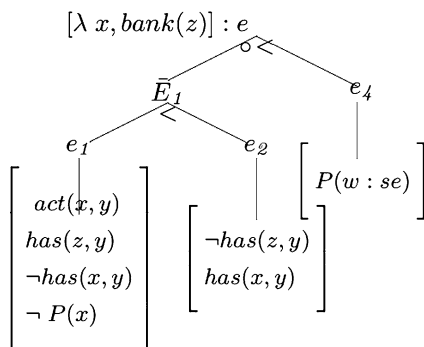 [λ x, bank(z)] : e
∘<
Ē₁ e₄
<
e₁ e₂
P(w : se)
act(x, y)
has(z, y) ¬has(z, y)
¬has(x, y) has(x, y)
¬ P(x)